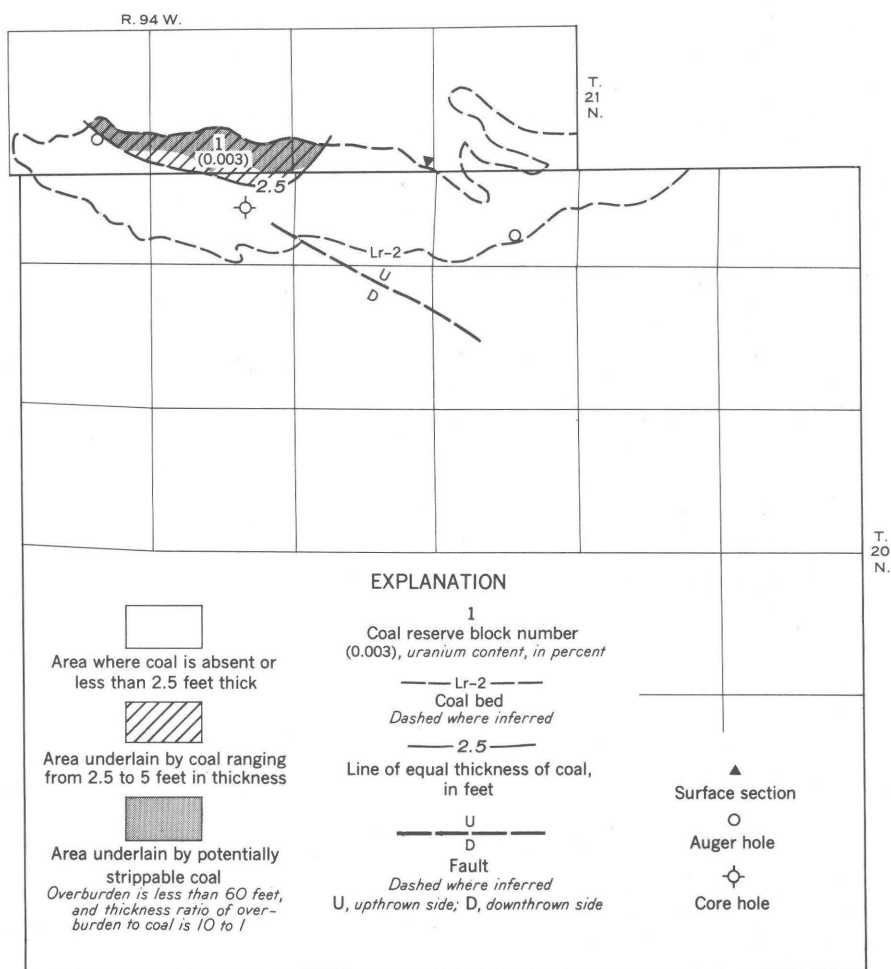 R. 94 W.
T.
21
N.
1
(0.003)
2.5
Lr-2
U
D
T.
20
N.
EXPLANATION
Area where coal is absent or
less than 2.5 feet thick
Area underlain by coal ranging
from 2.5 to 5 feet in thickness
Area underlain by potentially
strippable coal
Overburden is less than 60 feet,
and thickness ratio of over-
burden to coal is 10 to 1
1
Coal reserve block number
(0.003), uranium content, in percent
Lr-2
Coal bed
Dashed where inferred
2.5
Line of equal thickness of coal,
in feet
U
D
Fault
Dashed where inferred
U, upthrown side; D, downthrown side
Surface section
Auger hole
Core hole